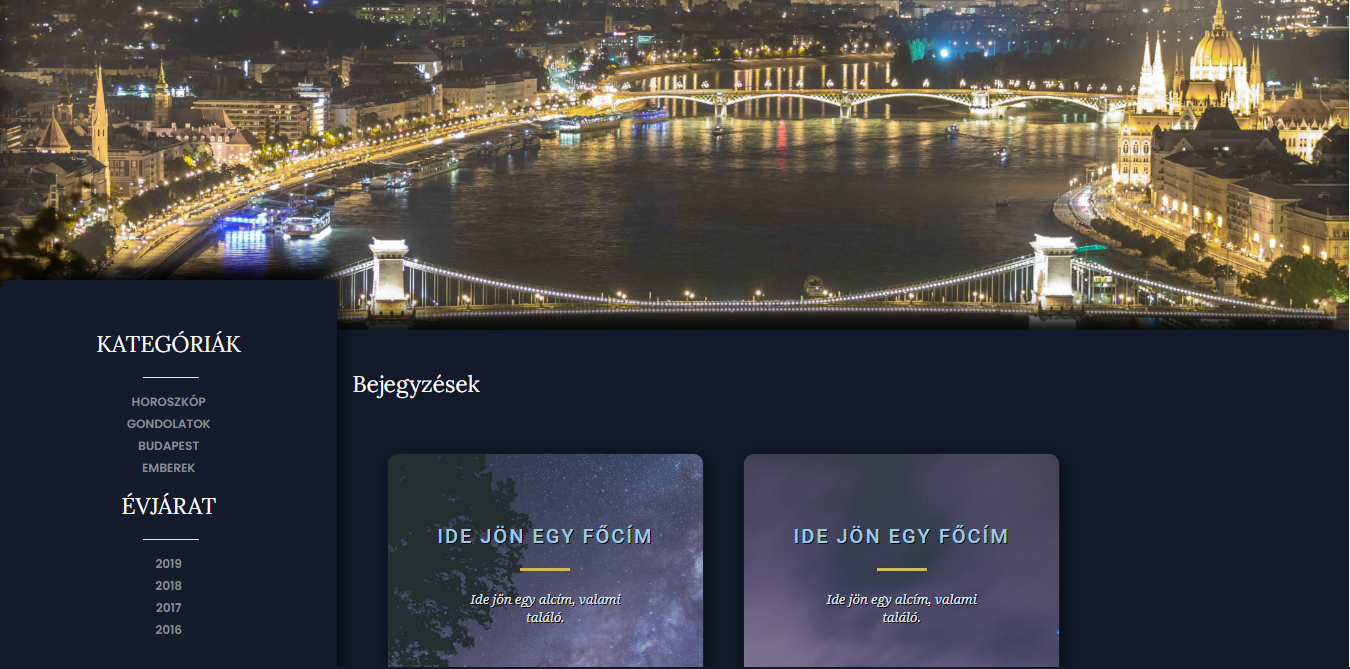 KATEGÓRIÁK
HOROSZKÓP
GONDOLATOK
BUDAPEST
EMBEREK
ÉVJÁRAT
2019
2018
2017
2016
Bejegyzések
IDE JÖN EGY FŐCÍM
Ide jön egy alcím, valami
találó.
IDE JÖN EGY FŐCÍM
Ide jön egy alcím, valami
találó.